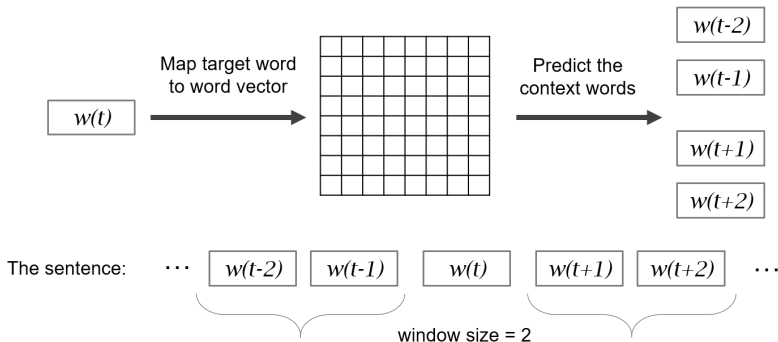 w(t)
Map target word
to word vector
Predict the
context words
w(t-2)
w(t-1)
w(t+1)
w(t+2)
The sentence: ... w(t-2) w(t-1) w(t) w(t+1) w(t+2) ...
window size = 2